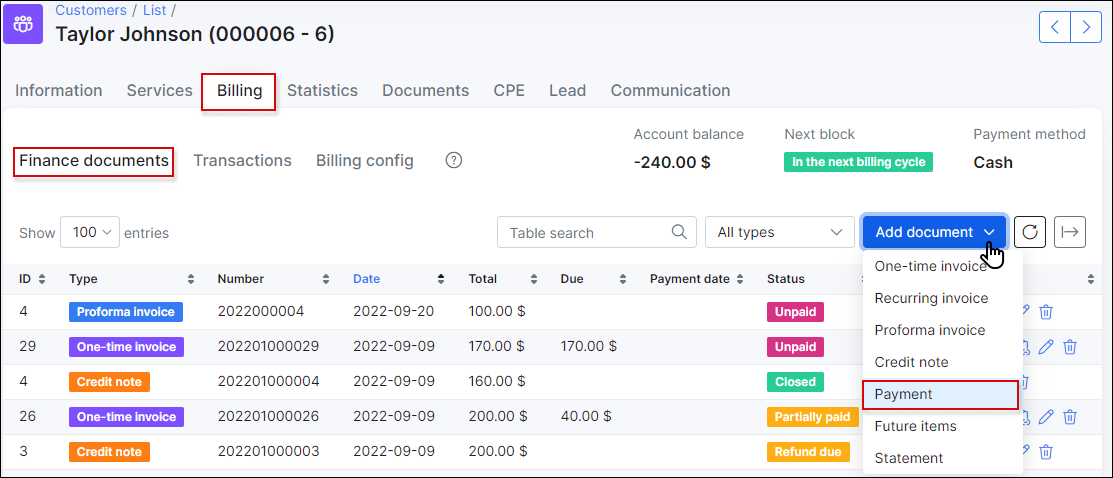 Customers / List /
Taylor Johnson (000006 - 6)
Information Services Billing Statistics Documents CPE Lead Communication
Account balance Next block Payment method
Finance documents Transactions Billing config ?
-240.00 $ In the next billing cycle Cash
Show 100 entries Table search All types Add document
One-time invoice
Recurring invoice
Proforma invoice
Credit note
Payment
Future items
Statement
ID Type Number Date Total Due Payment date Status
4 Proforma invoice 2022000004 2022-09-20 100.00 $ Unpaid
29 One-time invoice 202201000029 2022-09-09 170.00 $ 170.00 $ Unpaid
4 Credit note 202201000004 2022-09-09 160.00 $ Closed
26 One-time invoice 202201000026 2022-09-09 200.00 $ 40.00 $ Partially paid
3 Credit note 202201000003 2022-09-09 200.00 $ Refund due